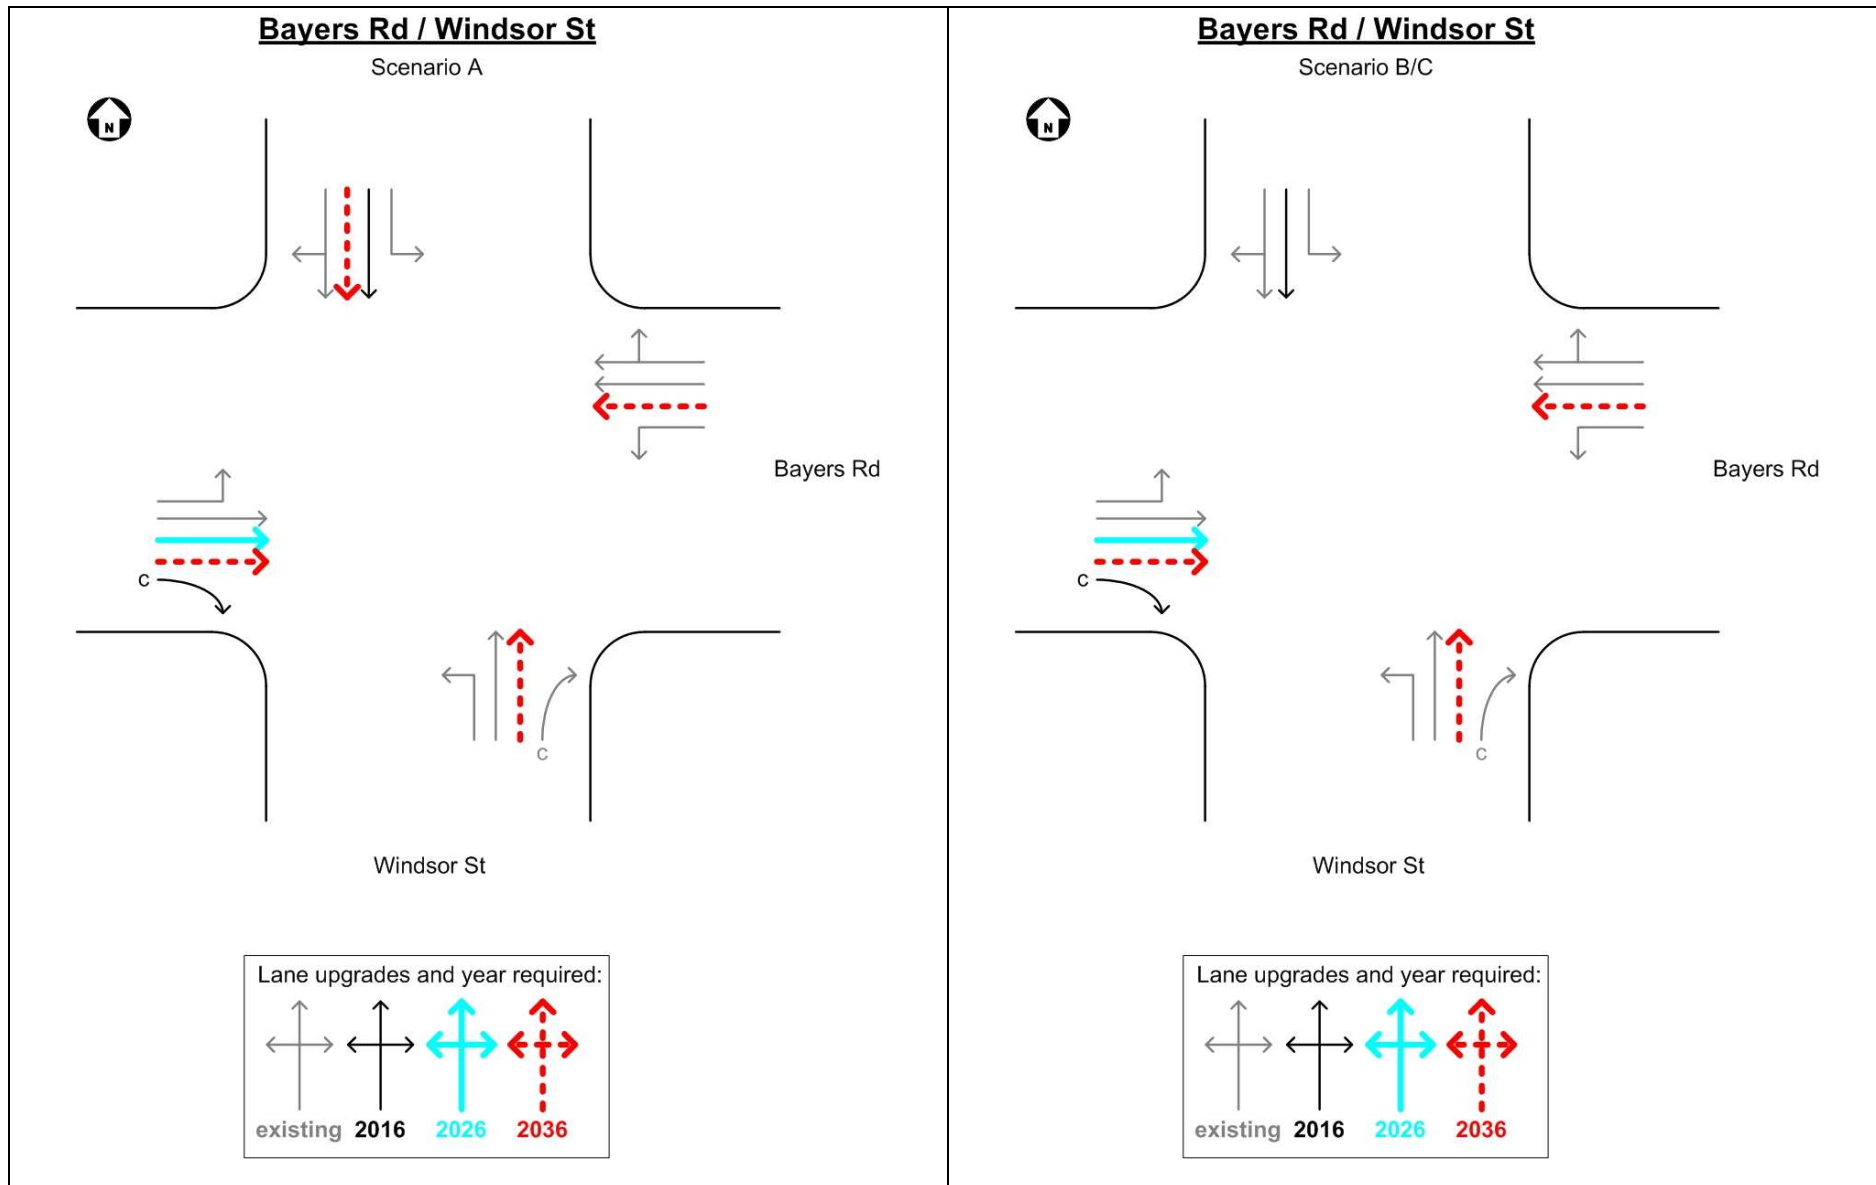 Bayers Rd / Windsor St
Scenario A
N
Bayers Rd
c
c
Windsor St
Lane upgrades and year required:
existing 2016 2026 2036
Bayers Rd / Windsor St
Scenario B/C
N
Bayers Rd
c
c
Windsor St
Lane upgrades and year required:
existing 2016 2026 2036